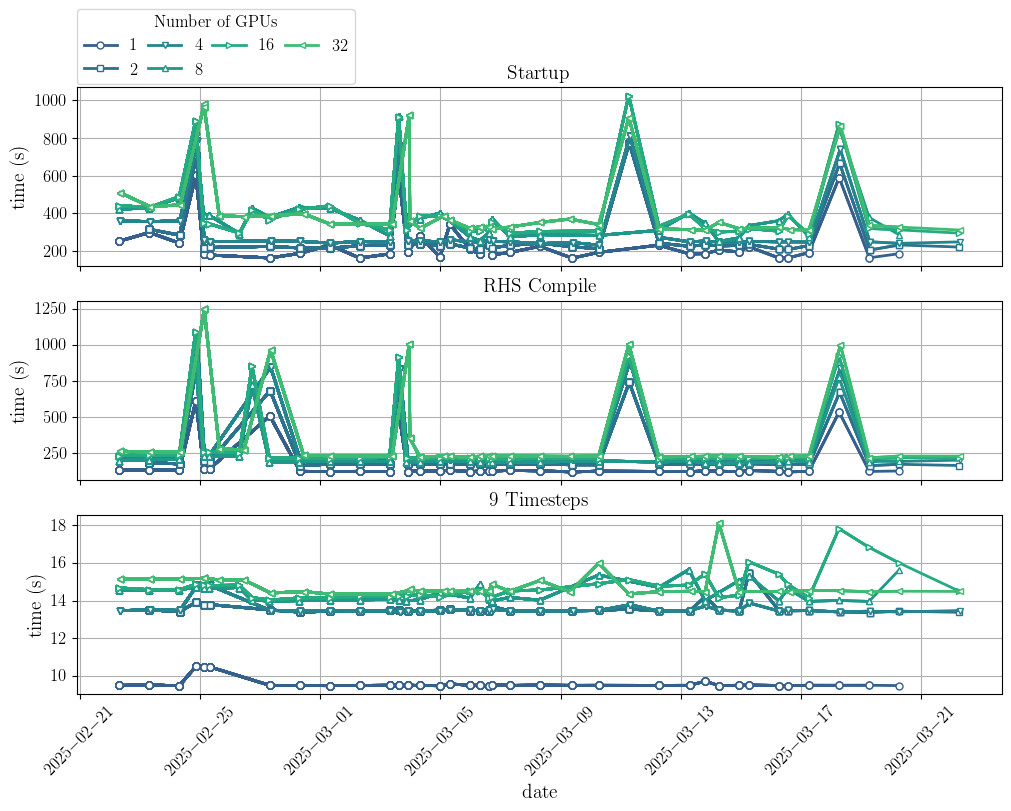 Number of GPUs
1 4 16 32
2 8
Startup
1000
800
600
400
200
time (s)
RHS Compile
1250
1000
750
500
250
time (s)
9 Timesteps
18
16
14
12
10
time (s)
2025−02−21 2025−02−25 2025−03−01 2025−03−05 2025−03−09 2025−03−13 2025−03−17 2025−03−21
date